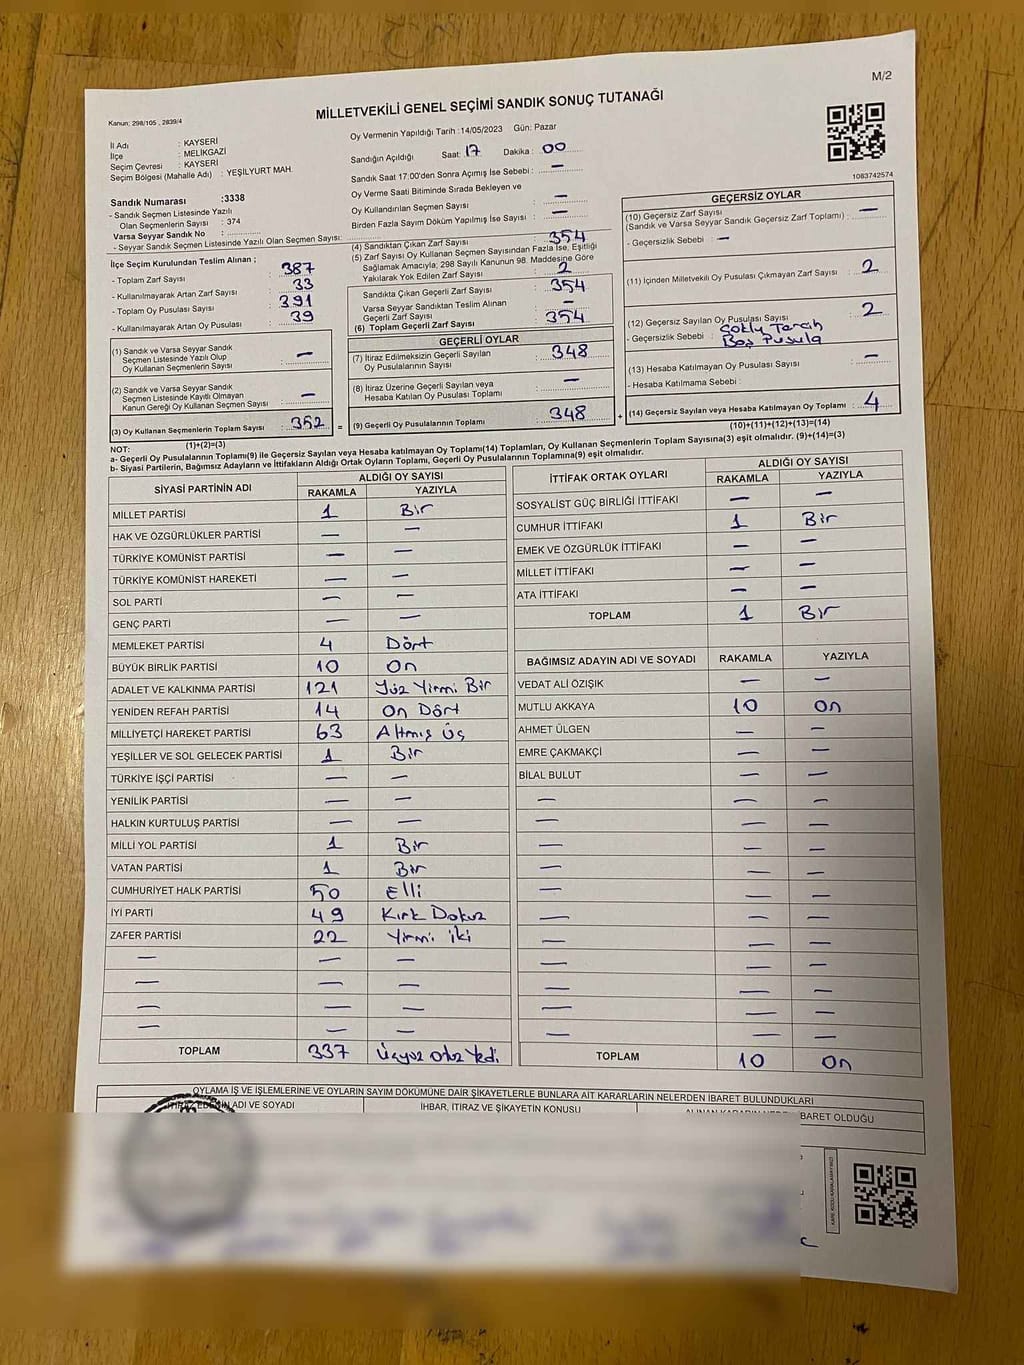 M/2
MİLLETVEKİLİ GENEL SEÇİMİ SANDIK SONUÇ TUTANAĞI
Kanun; 298/105 , 2839/4
İl Adı : KAYSERİ
İlçe : MELİKGAZİ
Seçim Çevresi : KAYSERİ
Seçim Bölgesi (Mahalle Adı) : YEŞİLYURT MAH.
Sandık Numarası :3338
- Sandık Seçmen Listesinde Yazılı
Olan Seçmenlerin Sayısı : 374
Varsa Seyyar Sandık No :
- Seyyar Sandık Seçmen Listesinde Yazılı Olan Seçmen Sayısı:
Oy Vermenin Yapıldığı Tarih :14/05/2023 Gün: Pazar
Sandığın Açıldığı Saat: 17 Dakika : 00
Sandık Saat 17:00'den Sonra Açımış İse Sebebi : —
Oy Verme Saati Bitiminde Sırada Bekleyen ve
Oy Kullandırılan Seçmen Sayısı : —
Birden Fazla Sayım Döküm Yapılmış İse Sayısı : —
(4) Sandıktan Çıkan Zarf Sayısı : 354
(5) Zarf Sayısı Oy Kullanan Seçmen Sayısından Fazla İse, Eşitliği
Sağlamak Amacıyla, 298 Sayılı Kanunun 98. Maddesine Göre
Yakılarak Yok Edilen Zarf Sayısı : 2
Sandıkta Çıkan Geçerli Zarf Sayısı : 354
Varsa Seyyar Sandıktan Teslim Alınan
Geçerli Zarf Sayısı : —
(6) Toplam Geçerli Zarf Sayısı : 354
1083742574
GEÇERSİZ OYLAR
(10) Geçersiz Zarf Sayısı
(Sandık ve Varsa Seyyar Sandık Geçersiz Zarf Toplamı) : —
- Geçersizlik Sebebi : —
(11) İçinden Milletvekili Oy Pusulası Çıkmayan Zarf Sayısı : 2
(12) Geçersiz Sayılan Oy Pusulası Sayısı : 2
- Geçersizlik Sebebi : Çoklu Tercih
Boş Pusula
(13) Hesaba Katılmayan Oy Pusulası Sayısı : —
- Hesaba Katılmama Sebebi :
(14) Geçersiz Sayılan veya Hesaba Katılmayan Oy Toplamı : 4
(10)+(11)+(12)+(13)=(14)
İlçe Seçim Kurulundan Teslim Alınan ;
- Toplam Zarf Sayısı : 387
- Kullanılmayarak Artan Zarf Sayısı : 33
- Toplam Oy Pusulası Sayısı : 391
- Kullanılmayarak Artan Oy Pusulası : 39
(1) Sandık ve Varsa Seyyar Sandık
Seçmen Listesinde Yazılı Olup
Oy Kullanan Seçmenlerin Sayısı : —
(2) Sandık ve Varsa Seyyar Sandık
Seçmen Listesinde Kayıtlı Olmayan
Kanun Gereği Oy Kullanan Seçmen Sayısı : —
(3) Oy Kullanan Seçmenlerin Toplam Sayısı : 352 =
(1)+(2)=(3)
GEÇERLİ OYLAR
(7) İtiraz Edilmeksizin Geçerli Sayılan
Oy Pusulalarının Sayısı : 348
(8) İtiraz Üzerine Geçerli Sayılan veya
Hesaba Katılan Oy Pusulası Toplamı : —
(9) Geçerli Oy Pusulalarının Toplamı : 348 +
NOT:
a- Geçerli Oy Pusulalarının Toplamı(9) ile Geçersiz Sayılan veya Hesaba katılmayan Oy Toplamı(14) Toplamları, Oy Kullanan Seçmenlerin Toplam Sayısına(3) eşit olmalıdır. (9)+(14)=(3)
b- Siyasi Partilerin, Bağımsız Adayların ve İttifakların Aldığı Ortak Oyların Toplamı, Geçerli Oy Pusulalarının Toplamına(9) eşit olmalıdır.
SİYASİ PARTİNİN ADI ALDIĞI OY SAYISI
RAKAMLA YAZIYLA
MİLLET PARTİSİ 1 Bir
HAK VE ÖZGÜRLÜKLER PARTİSİ — —
TÜRKİYE KOMÜNİST PARTİSİ — —
TÜRKİYE KOMÜNİST HAREKETİ — —
SOL PARTİ — —
GENÇ PARTİ — —
MEMLEKET PARTİSİ 4 Dört
BÜYÜK BİRLİK PARTİSİ 10 On
ADALET VE KALKINMA PARTİSİ 121 Yüz Yirmi Bir
YENİDEN REFAH PARTİSİ 14 On Dört
MİLLİYETÇİ HAREKET PARTİSİ 63 Altmış Üç
YEŞİLLER VE SOL GELECEK PARTİSİ 1 Bir
TÜRKİYE İŞÇİ PARTİSİ — —
YENİLİK PARTİSİ — —
HALKIN KURTULUŞ PARTİSİ — —
MİLLİ YOL PARTİSİ 1 Bir
VATAN PARTİSİ 1 Bir
CUMHURİYET HALK PARTİSİ 50 Elli
İYİ PARTİ 49 Kırk Dokuz
ZAFER PARTİSİ 22 Yirmi iki
— — —
— — —
— — —
— — —
TOPLAM 337 Üçyüz otuz Yedi
İTTİFAK ORTAK OYLARI ALDIĞI OY SAYISI
RAKAMLA YAZIYLA
SOSYALİST GÜÇ BİRLİĞİ İTTİFAKI — —
CUMHUR İTTİFAKI 1 Bir
EMEK VE ÖZGÜRLÜK İTTİFAKI — —
MİLLET İTTİFAKI — —
ATA İTTİFAKI — —
TOPLAM 1 Bir
BAĞIMSIZ ADAYIN ADI VE SOYADI RAKAMLA YAZIYLA
VEDAT ALİ ÖZIŞIK — —
MUTLU AKKAYA 10 On
AHMET ÜLGEN — —
EMRE ÇAKMAKÇİ — —
BİLAL BULUT — —
— — —
— — —
— — —
— — —
— — —
— — —
— — —
— — —
— — —
— — —
— — —
TOPLAM 10 On
OYLAMA İŞ VE İŞLEMLERİNE VE OYLARIN SAYIM DÖKÜMÜNE DAİR ŞİKAYETLERLE BUNLARA AİT KARARLARIN NELERDEN İBARET BULUNDUKLARI
İTİRAZ EDENİN ADI VE SOYADI İHBAR, İTİRAZ VE ŞİKAYETİN KONUSU İBARET OLDUĞU